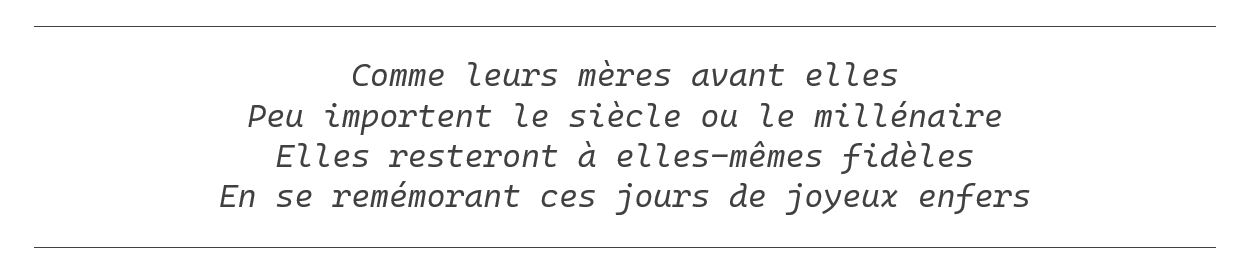 Comme leurs mères avant elles
Peu importent le siècle ou le millénaire
Elles resteront à elles-mêmes fidèles
En se remémorant ces jours de joyeux enfers